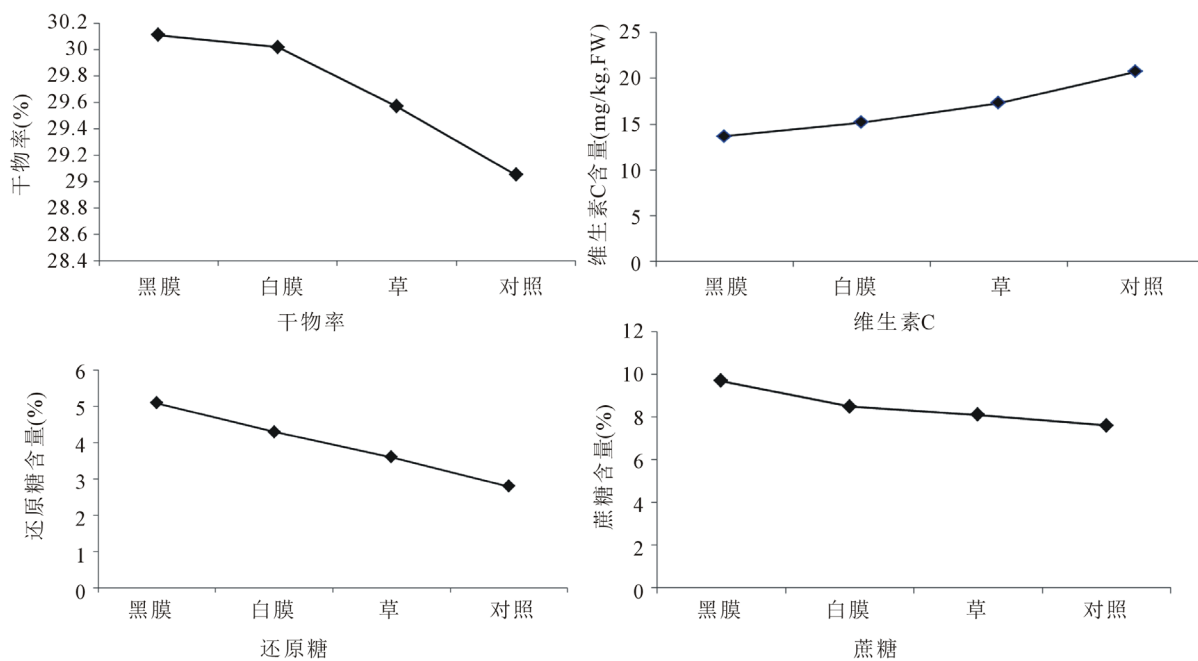 干物率(%)
30.2
30
29.8
29.6
29.4
29.2
29
28.8
28.6
28.4
黑膜 白膜 草 对照
干物率
维生素C含量(mg/kg,FW)
25
20
15
10
5
0
黑膜 白膜 草 对照
维生素C
还原糖含量(%)
6
5
4
3
2
1
0
黑膜 白膜 草 对照
还原糖
蔗糖含量(%)
12
10
8
6
4
2
0
黑膜 白膜 草 对照
蔗糖